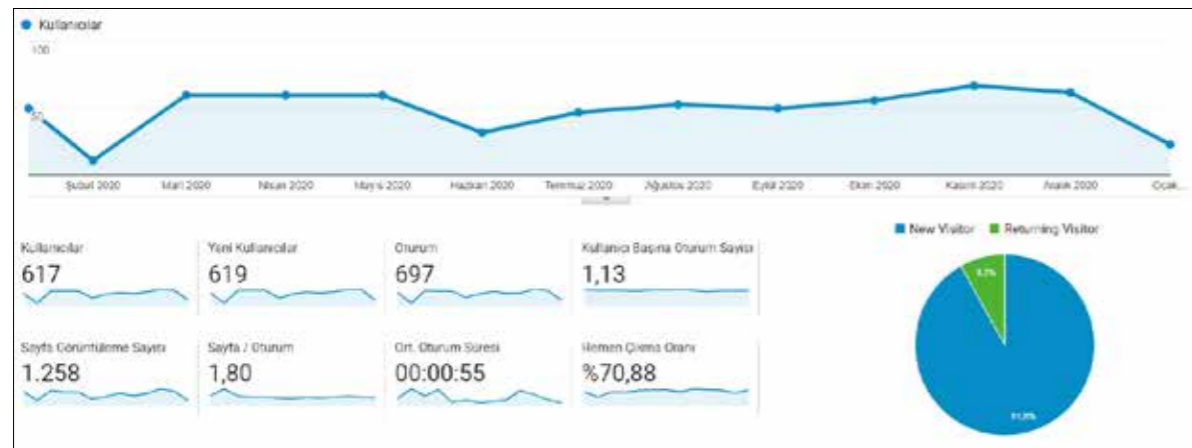 Kullanıcılar
100
50
Şubat 2020 Mart 2020 Nisan 2020 Mayıs 2020 Haziran 2020 Temmuz 2020 Ağustos 2020 Eylül 2020 Ekim 2020 Kasım 2020 Aralık 2020 Ocak...
New Visitor Returning Visitor
Kullanıcılar Yeni Kullanıcılar Oturum Kullanıcı Başına Oturum Sayısı
617 619 697 1,13
Sayfa Görüntüleme Sayısı Sayfa / Oturum Ort. Oturum Süresi Hemen Çıkma Oranı
1.258 1,80 00:00:55 %70,88